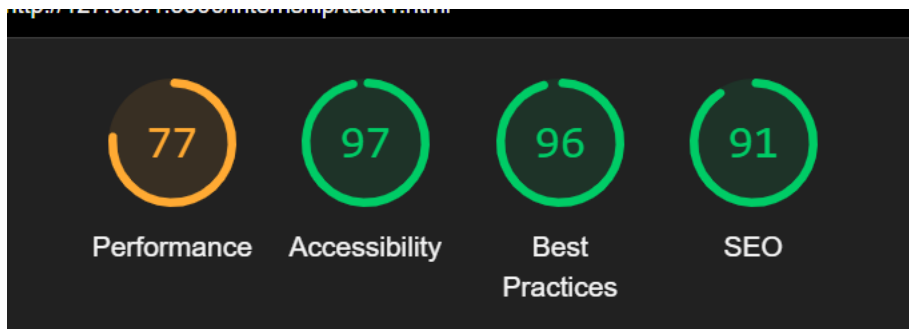 77
97
96
91
Performance
Accessibility
Best
Practices
SEO